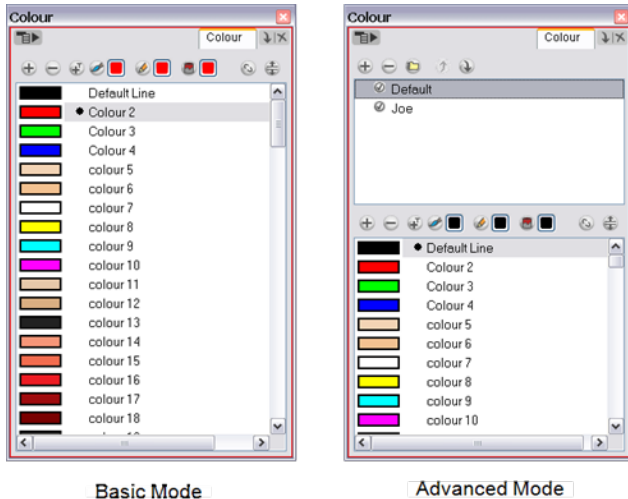 Colour
Colour
Default Line
Colour 2
Colour 3
Colour 4
colour 5
colour 6
colour 7
colour 8
colour 9
colour 10
colour 11
colour 12
colour 13
colour 14
colour 15
colour 16
colour 17
colour 18
Basic Mode
Colour
Colour
Default
Joe
Default Line
Colour 2
Colour 3
Colour 4
colour 5
colour 6
colour 7
colour 8
colour 9
colour 10
Advanced Mode